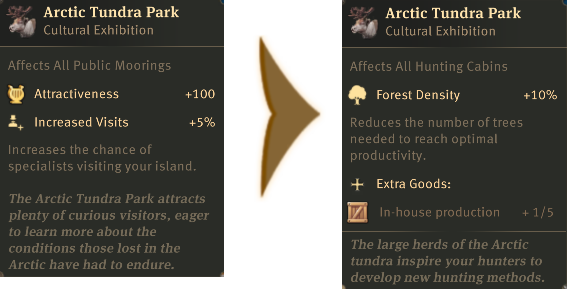 Arctic Tundra Park
Cultural Exhibition
Affects All Public Moorings
Attractiveness +100
Increased Visits +5%
Increases the chance of
specialists visiting your island.
The Arctic Tundra Park attracts
plenty of curious visitors, eager
to learn more about the
conditions those lost in the
Arctic have had to endure.
Arctic Tundra Park
Cultural Exhibition
Affects All Hunting Cabins
Forest Density +10%
Reduces the number of trees
needed to reach optimal
productivity.
Extra Goods:
In-house production + 1/5
The large herds of the Arctic
tundra inspire your hunters to
develop new hunting methods.